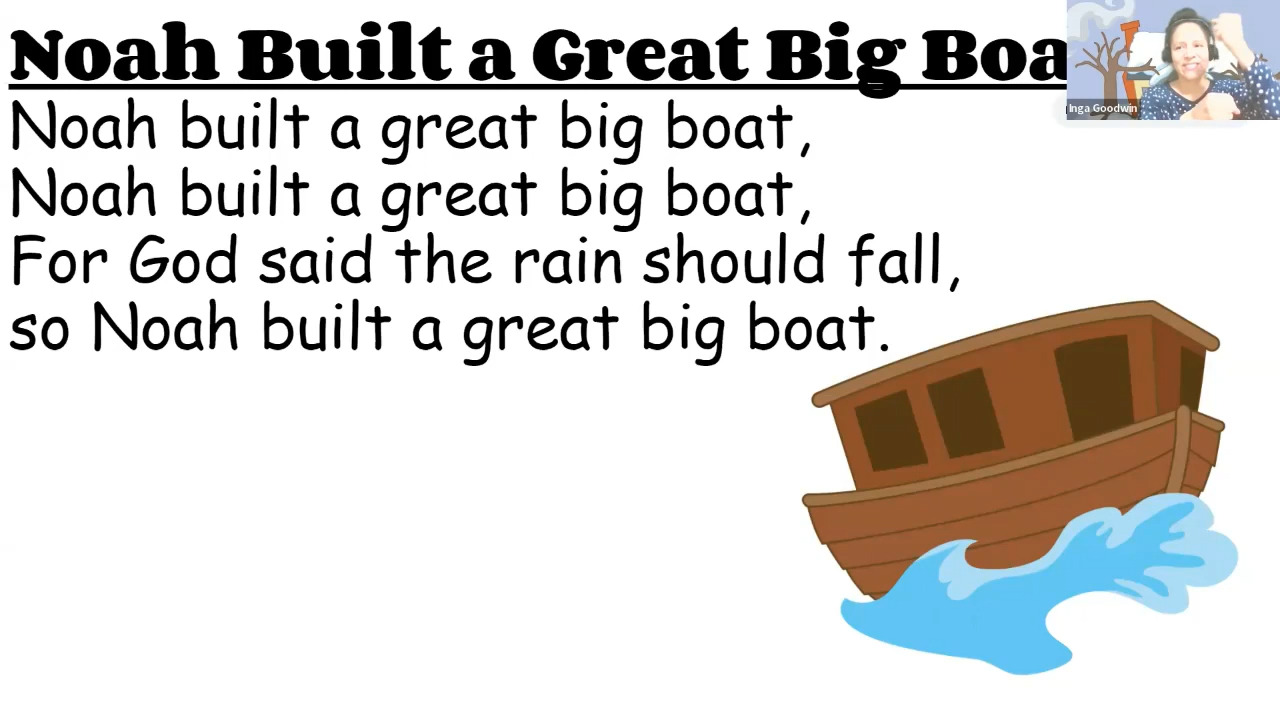 Noah Built a Great Big Boa
Inga Goodwin
Noah built a great big boat,
Noah built a great big boat,
For God said the rain should fall,
so Noah built a great big boat.